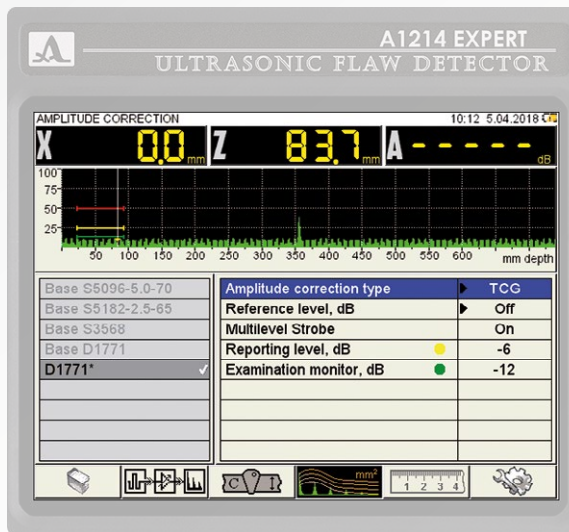 A1214 EXPERT
ULTRASONIC FLAW DETECTOR
AMPLITUDE CORRECTION 10:12 5.04.2018
X 0.0 mm Z 83.7 mm A - - - - - dB
100
75
50
25
50 100 150 200 250 300 350 400 450 500 550 600 mm depth
Base S5096-5.0-70
Base S5182-2.5-65
Base S3568
Base D1771
D1771*
Amplitude correction type TCG
Reference level, dB Off
Multilevel Strobe On
Reporting level, dB -6
Examination monitor, dB -12
C I mm² 1 2 3 4